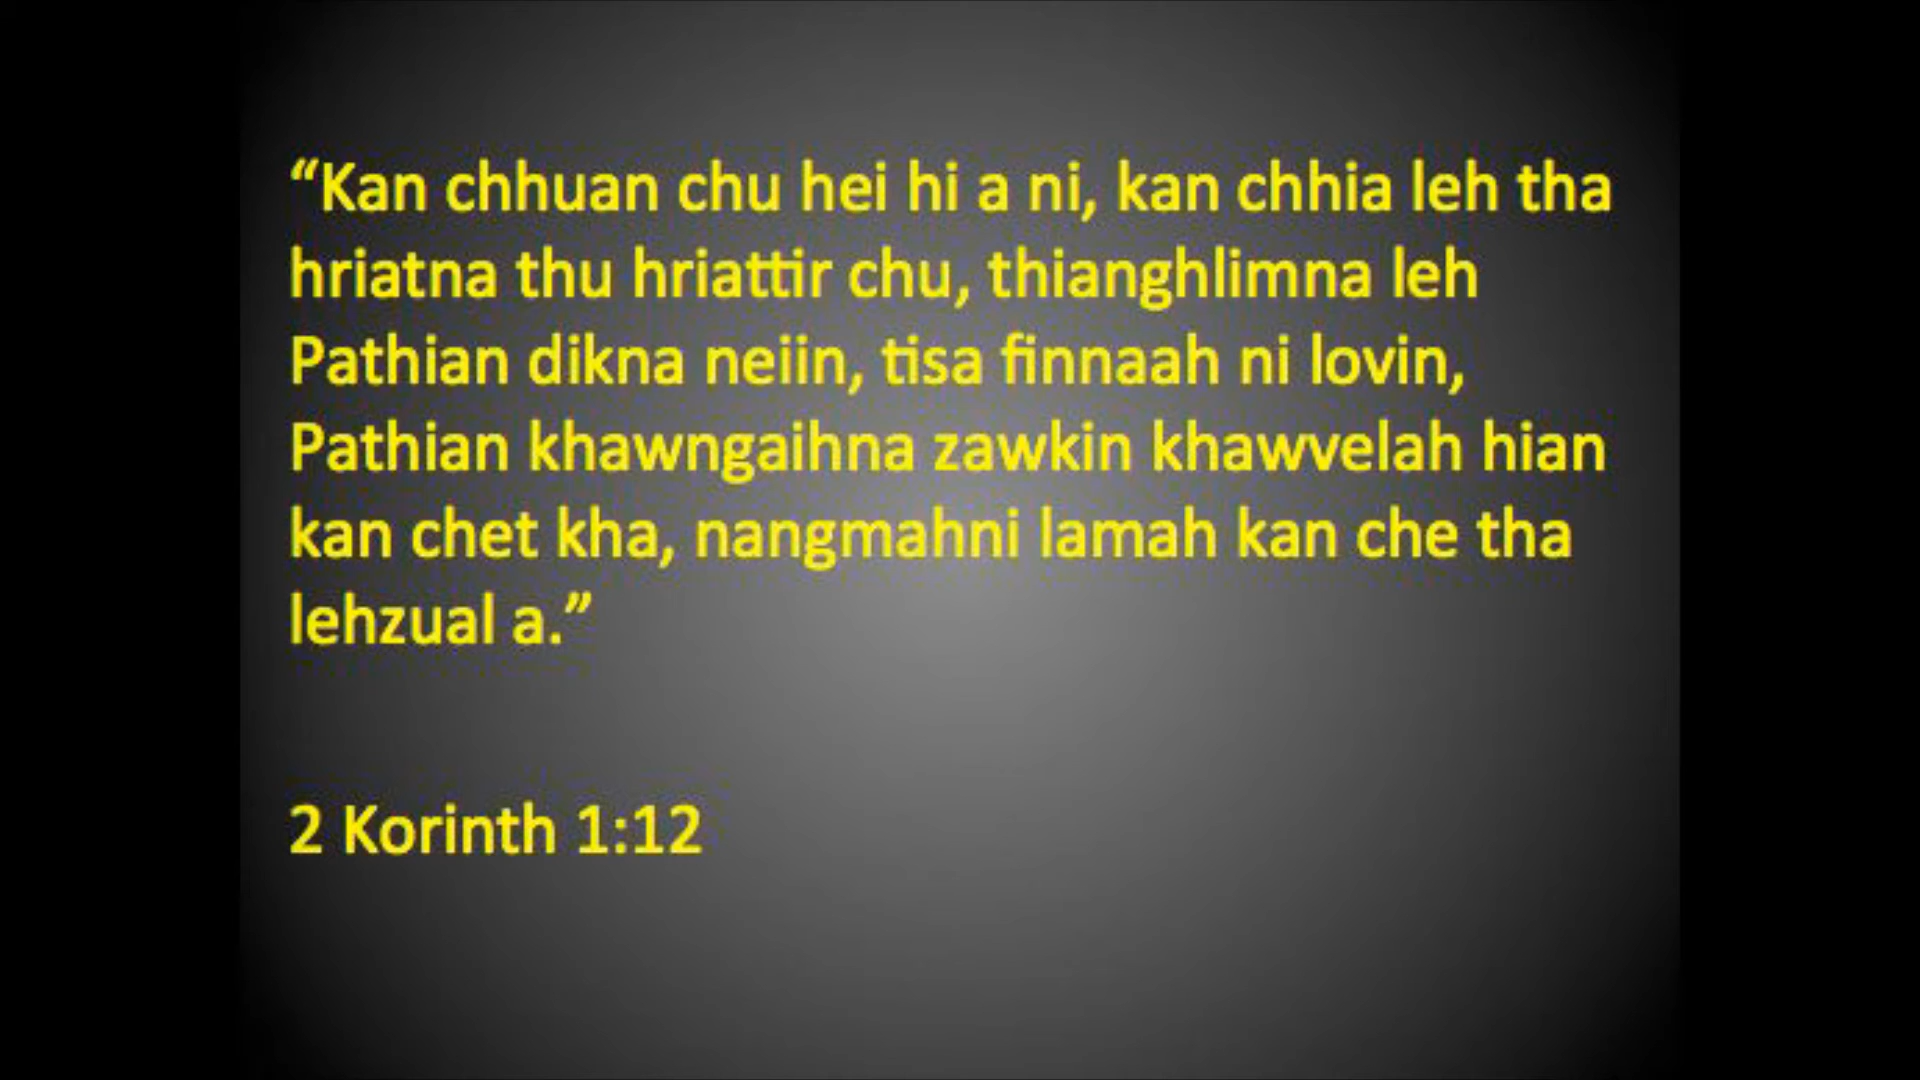 “Kan chhuan chu hei hi a ni, kan chhia leh tha
hriatna thu hriattir chu, thianghlimna leh
Pathian dikna neiin, tisa finnaah ni lovin,
Pathian khawngaihna zawkin khawvelah hian
kan chet kha, nangmahni lamah kan che tha
lehzual a.”
2 Korinth 1:12